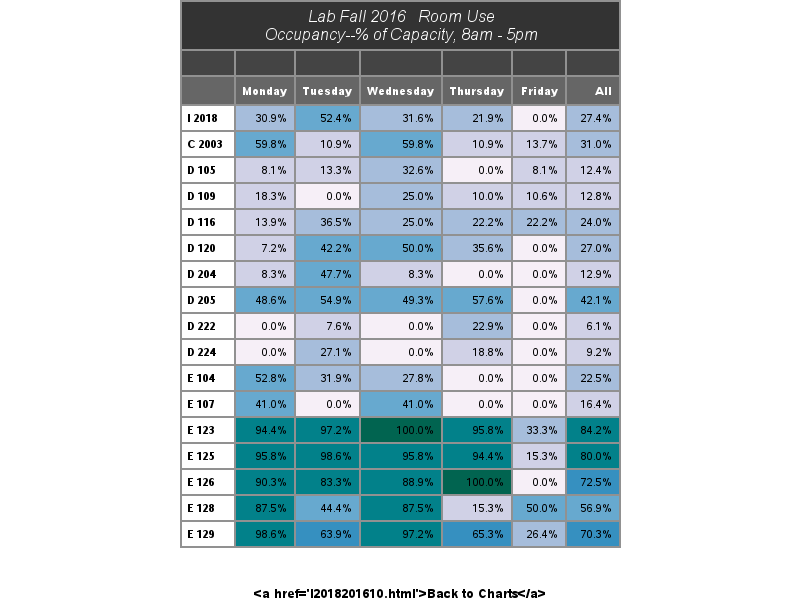 Lab Fall 2016 Room Use
Occupancy--% of Capacity, 8am - 5pm
Monday Tuesday Wednesday Thursday Friday All
I 2018 30.9% 52.4% 31.6% 21.9% 0.0% 27.4%
C 2003 59.8% 10.9% 59.8% 10.9% 13.7% 31.0%
D 105 8.1% 13.3% 32.6% 0.0% 8.1% 12.4%
D 109 18.3% 0.0% 25.0% 10.0% 10.6% 12.8%
D 116 13.9% 36.5% 25.0% 22.2% 22.2% 24.0%
D 120 7.2% 42.2% 50.0% 35.6% 0.0% 27.0%
D 204 8.3% 47.7% 8.3% 0.0% 0.0% 12.9%
D 205 48.6% 54.9% 49.3% 57.6% 0.0% 42.1%
D 222 0.0% 7.6% 0.0% 22.9% 0.0% 6.1%
D 224 0.0% 27.1% 0.0% 18.8% 0.0% 9.2%
E 104 52.8% 31.9% 27.8% 0.0% 0.0% 22.5%
E 107 41.0% 0.0% 41.0% 0.0% 0.0% 16.4%
E 123 94.4% 97.2% 100.0% 95.8% 33.3% 84.2%
E 125 95.8% 98.6% 95.8% 94.4% 15.3% 80.0%
E 126 90.3% 83.3% 88.9% 100.0% 0.0% 72.5%
E 128 87.5% 44.4% 87.5% 15.3% 50.0% 56.9%
E 129 98.6% 63.9% 97.2% 65.3% 26.4% 70.3%
<a href='I2018201610.html'>Back to Charts</a>